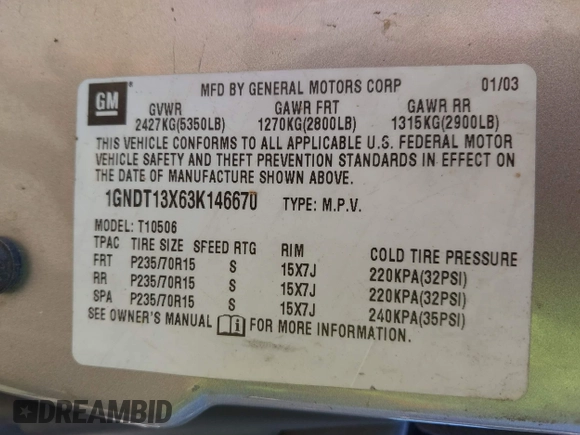 GM
MFD BY GENERAL MOTORS CORP 01/03
GVWR GAWR FRT GAWR RR
2427KG(5350LB) 1270KG(2800LB) 1315KG(2900LB)
THIS VEHICLE CONFORMS TO ALL APPLICABLE U.S. FEDERAL MOTOR
VEHICLE SAFETY AND THEFT PREVENTION STANDARDS IN EFFECT ON
THE DATE OF MANUFACTURE SHOWN ABOVE.
1GNDT13X63K146670 TYPE: M.P.V.
MODEL: T10506
TPAC TIRE SIZE SPEED RTG RIM COLD TIRE PRESSURE
FRT P235/70R15 S 15X7J 220KPA(32PSI)
RR P235/70R15 S 15X7J 220KPA(32PSI)
SPA P235/70R15 S 15X7J 240KPA(35PSI)
SEE OWNER'S MANUAL FOR MORE INFORMATION.
DREAMBID